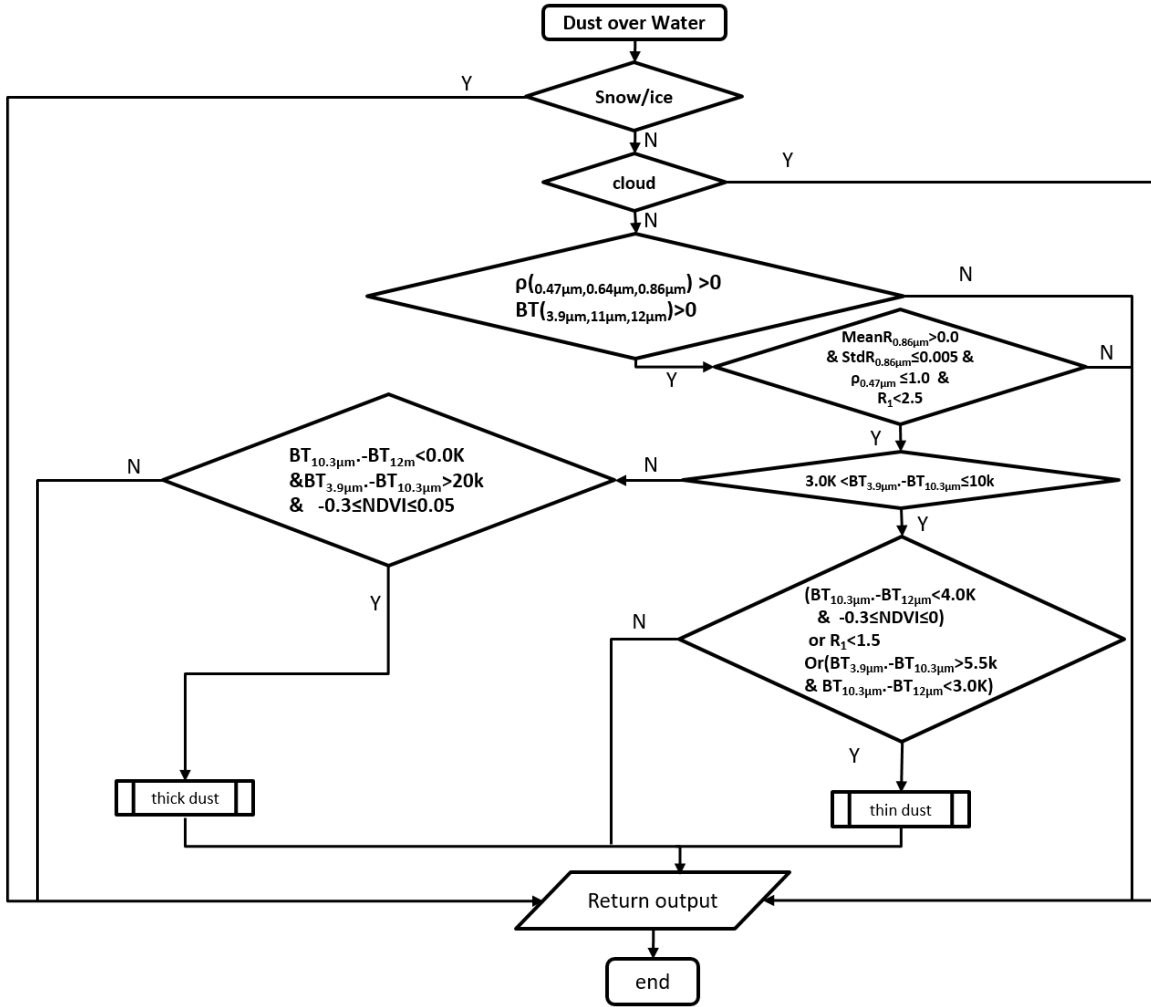 Dust over Water
Y
Snow/ice
N
Y
cloud
N
N
ρ(0.47μm,0.64μm,0.86μm) >0
BT(3.9μm,11μm,12μm)>0
MeanR0.86μm>0.0
& StdR0.86μm≤0.005 &
ρ0.47μm ≤1.0 &
R1<2.5
N
Y
Y
BT10.3μm.-BT12m<0.0K
&BT3.9μm.-BT10.3μm>20k
& -0.3≤NDVI≤0.05
N
N
3.0K <BT3.9μm.-BT10.3μm≤10k
Y
(BT10.3μm.-BT12μm<4.0K
& -0.3≤NDVI≤0)
or R1<1.5
Or(BT3.9μm.-BT10.3μm>5.5k
& BT10.3μm.-BT12μm<3.0K)
N
Y
Y
thick dust
thin dust
Return output
end